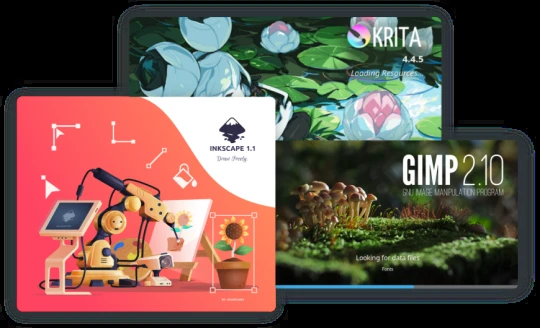 KRITA
4.4.5
Loading Resources
INKSCAPE 1.1
Draw Freely
GIMP 2.10
GNU IMAGE MANIPULATION PROGRAM
Looking for data files
Fonts